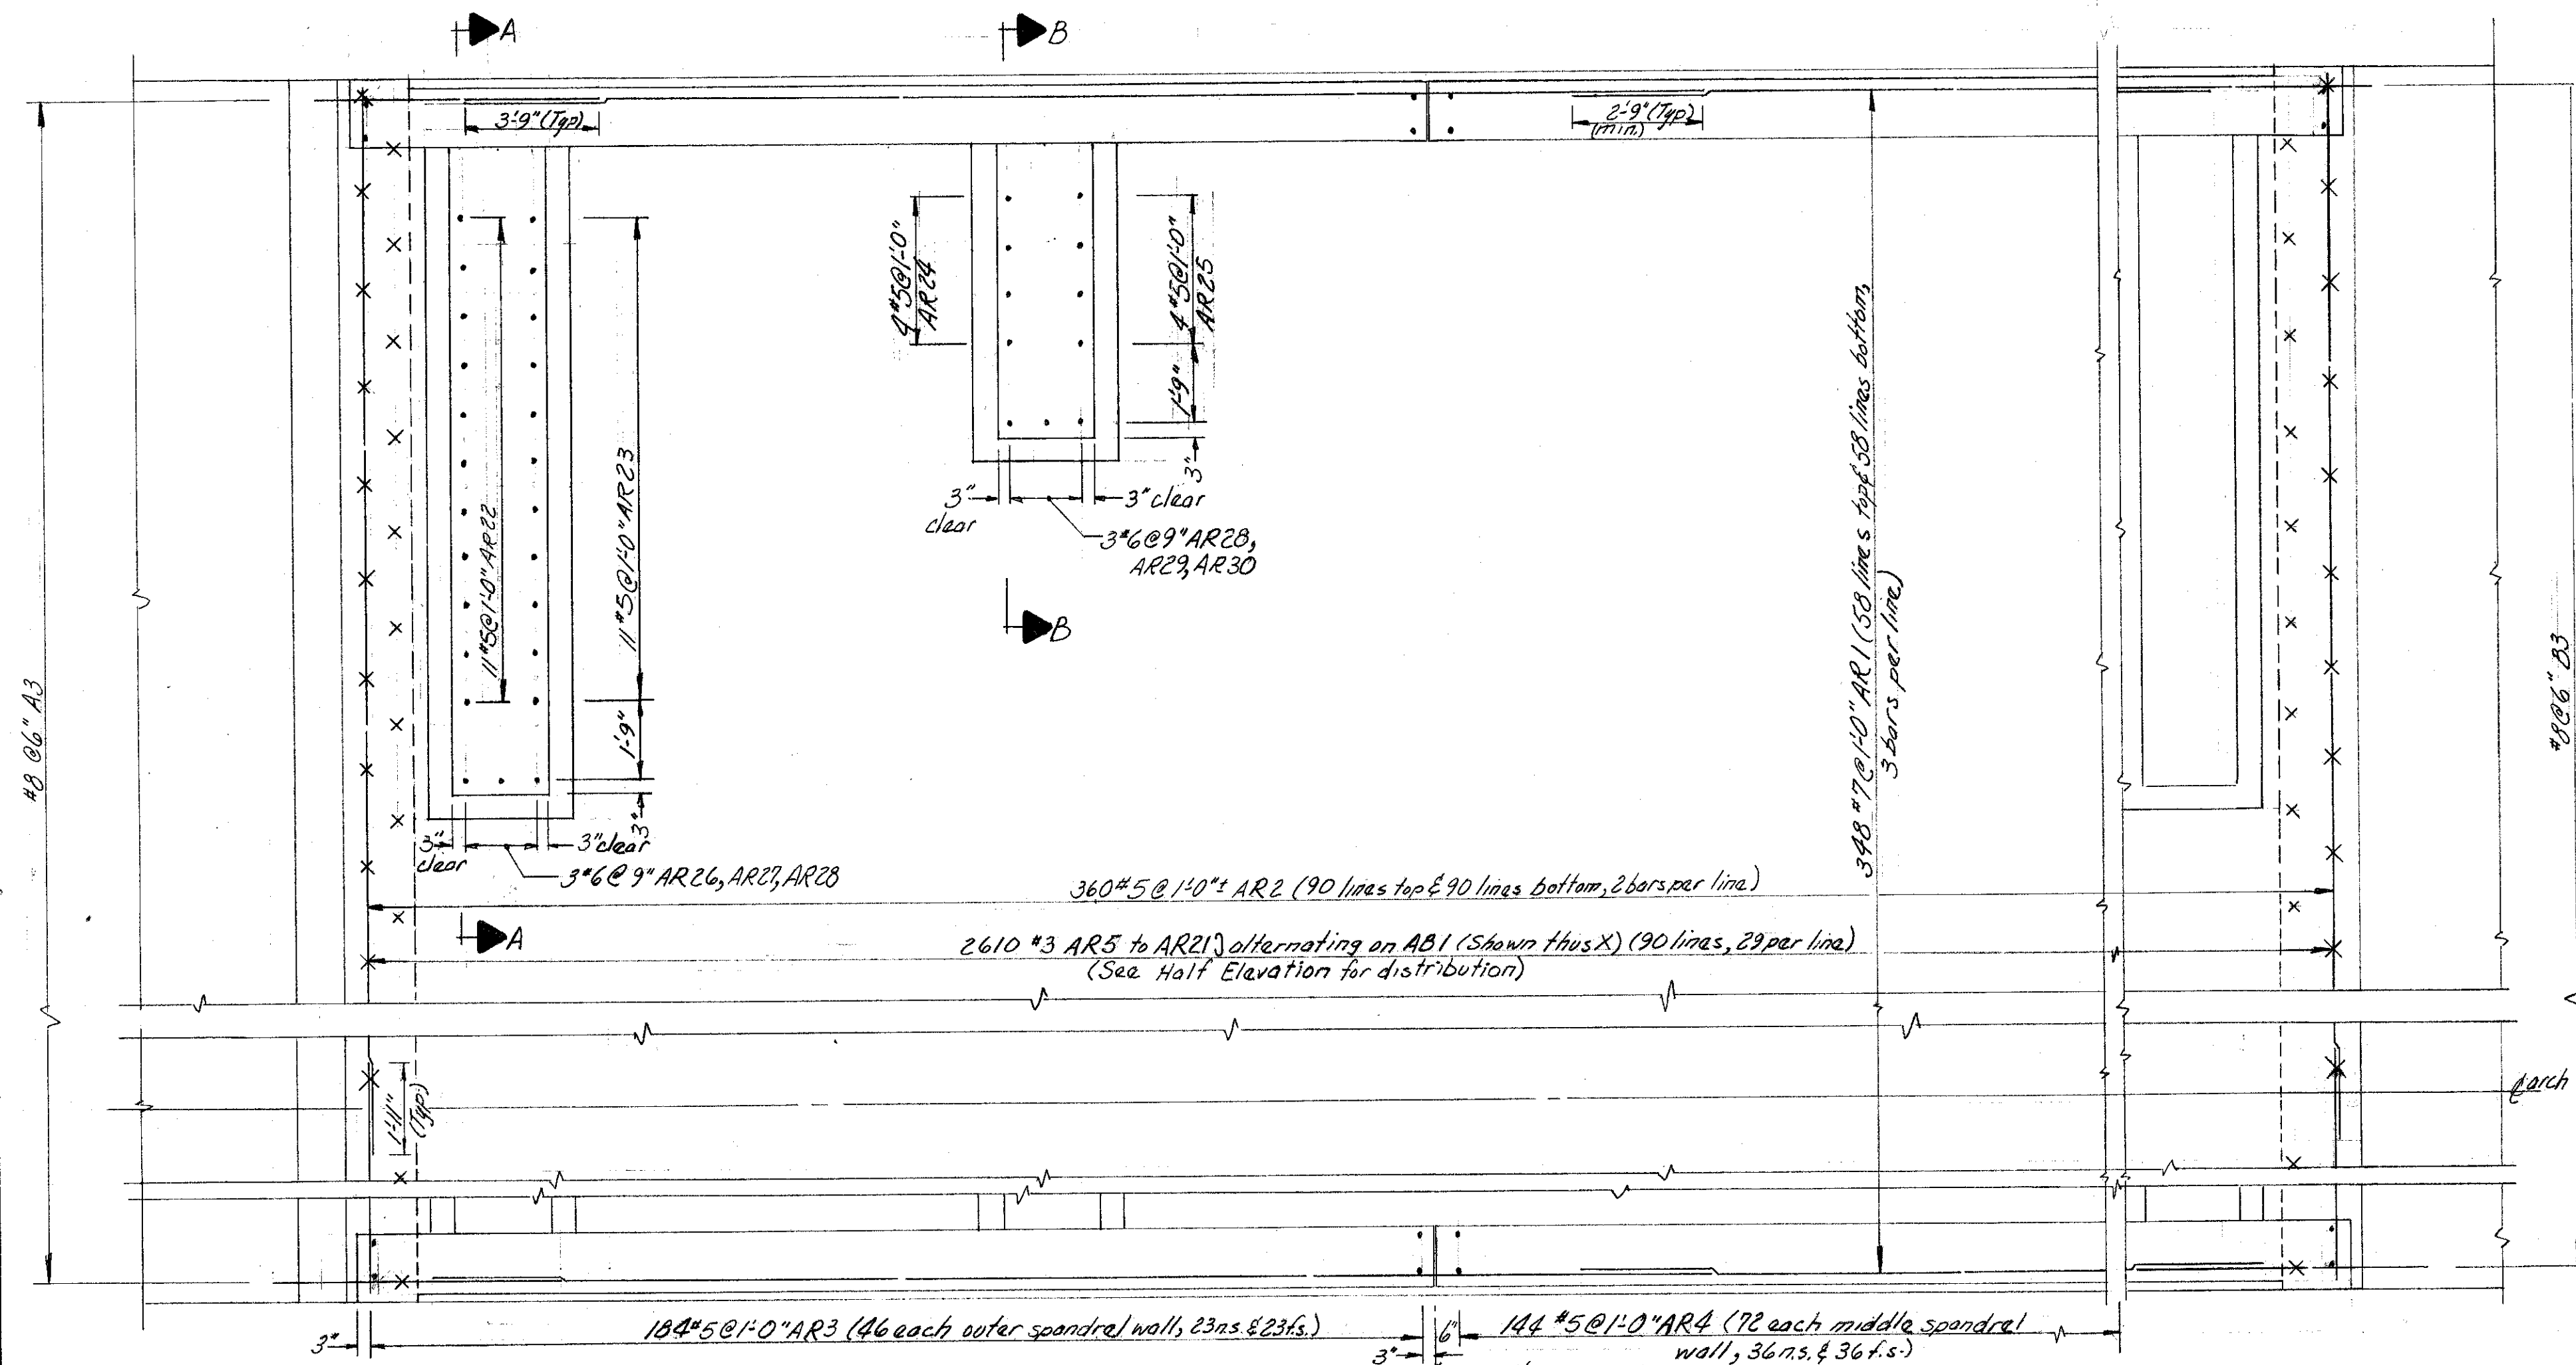 A
B
3'-9" (Typ)
2'-9" (Typ)
(min.)
4 #5@1'-0"
AR24
4 #5@1'-0"
AR25
1'-9"
3"
3"
clear
3" clear
3 #6 @ 9" AR28,
AR29, AR30
B
11 #5@1'-0" AR22
11 #5@1'-0" AR23
1'-9"
3"
3"
clear
3" clear
3 #6 @ 9" AR26, AR27, AR28
A
348 #7@1'-0" AR1 (58 lines top & 58 lines bottom,
3 bars per line)
#8 @6" A3
#8@6" B3
360 #5 @ 1'-0"± AR2 (90 lines top & 90 lines bottom, 2 bars per line)
2610 #3 AR5 to AR21 } alternating on AB1 (Shown thus X) (90 lines, 29 per line)
(See Half Elevation for distribution)
1'-11"
(Typ)
℄ arch
184 #5@1'-0" AR3 (46 each outer spandrel wall, 23 n.s. & 23 f.s.)
3"
3"
6"
144 #5@1'-0" AR4 (72 each middle spandrel
wall, 36 n.s. & 36 f.s.)